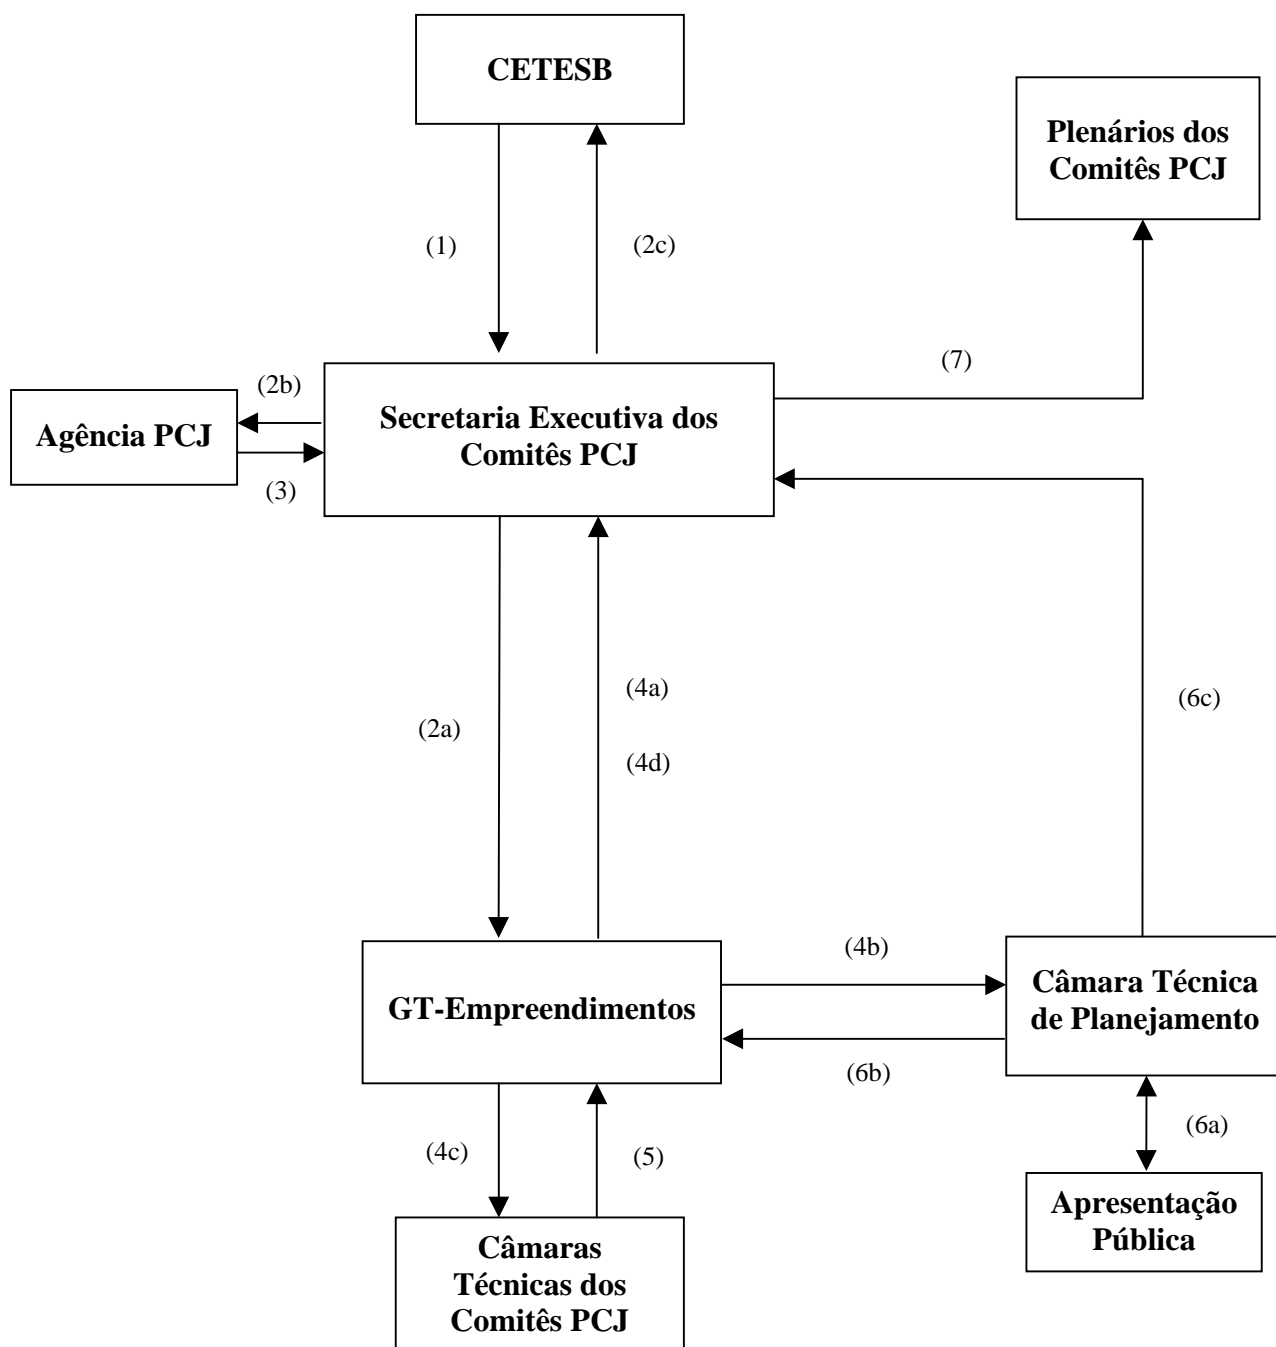 CETESB
Plenários dos
Comitês PCJ
(1)
(2c)
(7)
(2b)
Agência PCJ
Secretaria Executiva dos
Comitês PCJ
(3)
(4a)
(6c)
(2a)
(4d)
(4b)
GT-Empreendimentos
Câmara Técnica
de Planejamento
(6b)
(6a)
(4c)
(5)
Apresentação
Pública
Câmaras
Técnicas dos
Comitês PCJ